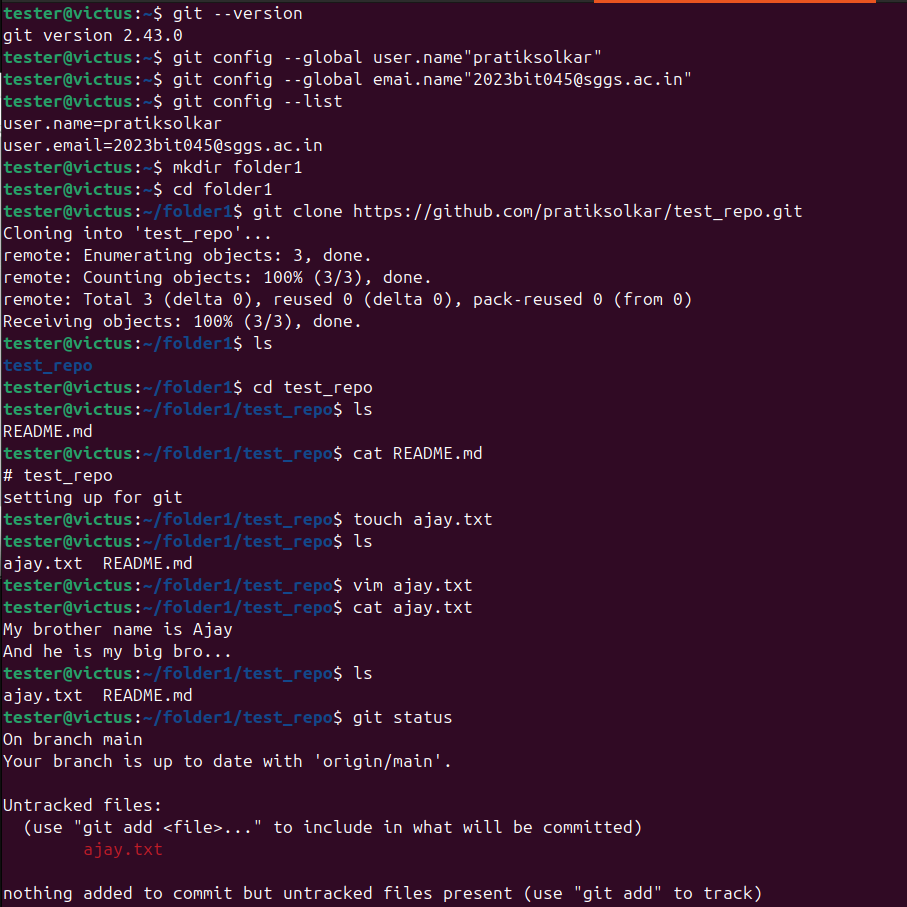 tester@victus:~$ git --version
git version 2.43.0
tester@victus:~$ git config --global user.name"pratiksolkar"
tester@victus:~$ git config --global emai.name"2023bit045@sggs.ac.in"
tester@victus:~$ git config --list
user.name=pratiksolkar
user.email=2023bit045@sggs.ac.in
tester@victus:~$ mkdir folder1
tester@victus:~$ cd folder1
tester@victus:~/folder1$ git clone https://github.com/pratiksolkar/test_repo.git
Cloning into 'test_repo'...
remote: Enumerating objects: 3, done.
remote: Counting objects: 100% (3/3), done.
remote: Total 3 (delta 0), reused 0 (delta 0), pack-reused 0 (from 0)
Receiving objects: 100% (3/3), done.
tester@victus:~/folder1$ ls
test_repo
tester@victus:~/folder1$ cd test_repo
tester@victus:~/folder1/test_repo$ ls
README.md
tester@victus:~/folder1/test_repo$ cat README.md
# test_repo
setting up for git
tester@victus:~/folder1/test_repo$ touch ajay.txt
tester@victus:~/folder1/test_repo$ ls
ajay.txt  README.md
tester@victus:~/folder1/test_repo$ vim ajay.txt
tester@victus:~/folder1/test_repo$ cat ajay.txt
My brother name is Ajay
And he is my big bro...
tester@victus:~/folder1/test_repo$ ls
ajay.txt  README.md
tester@victus:~/folder1/test_repo$ git status
On branch main
Your branch is up to date with 'origin/main'.

Untracked files:
  (use "git add <file>..." to include in what will be committed)
        ajay.txt

nothing added to commit but untracked files present (use "git add" to track)